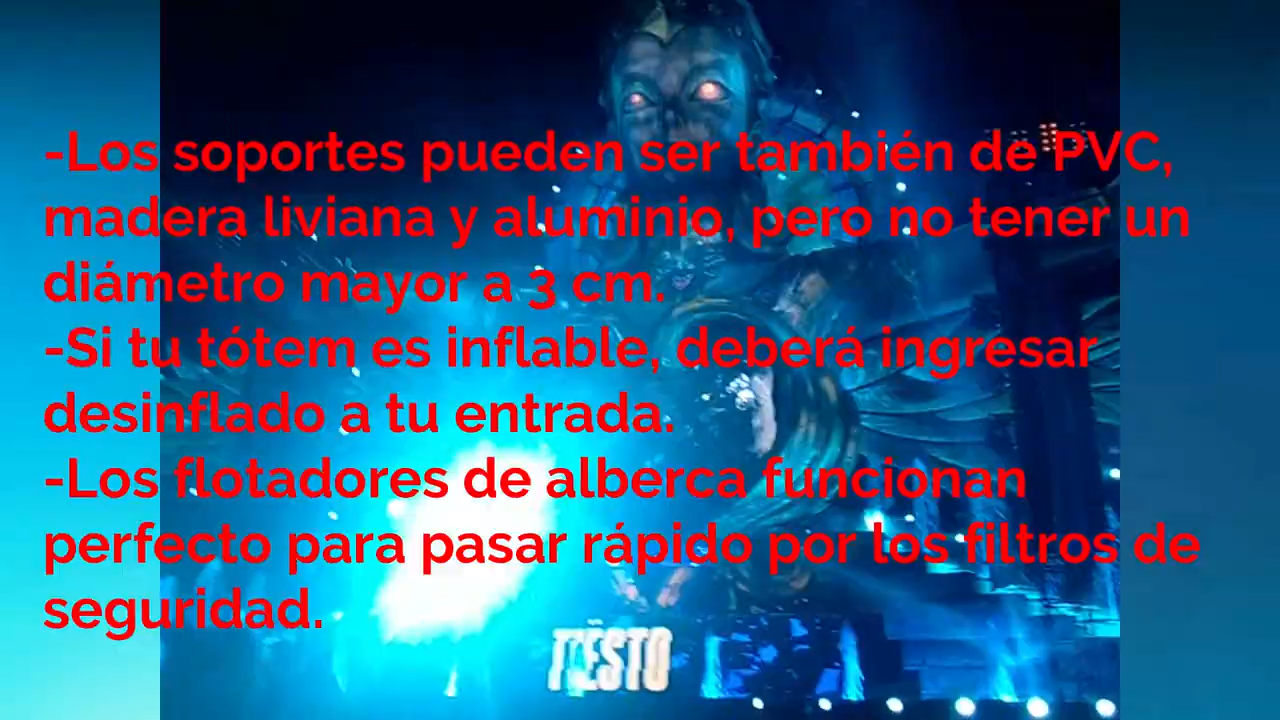 -Los soportes pueden ser también de PVC,
madera liviana y aluminio, pero no tener un
diámetro mayor a 3 cm.
-Si tu tótem es inflable, deberá ingresar
desinflado a tu entrada.
-Los flotadores de alberca funcionan
perfecto para pasar rápido por los filtros de
seguridad.
TIËSTO